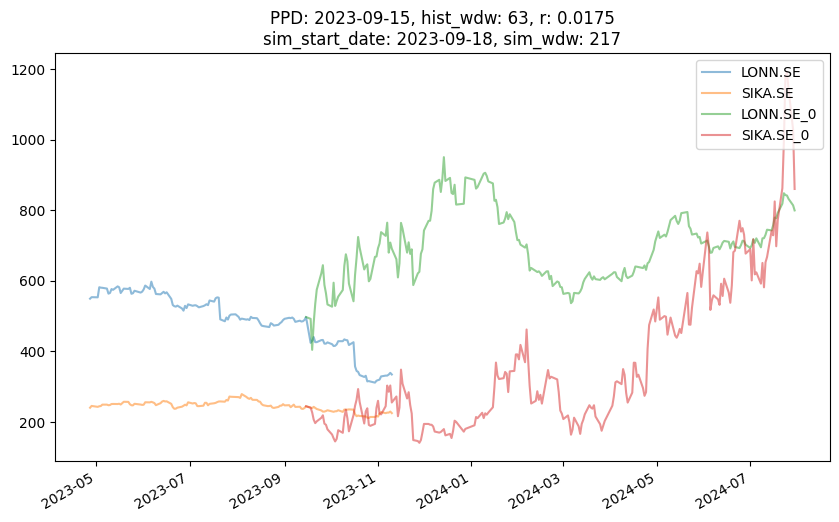 PPD: 2023-09-15, hist_wdw: 63, r: 0.0175
sim_start_date: 2023-09-18, sim_wdw: 217
LONN.SE
SIKA.SE
LONN.SE_0
SIKA.SE_0
1200
1000
800
600
400
200
2023-05
2023-07
2023-09
2023-11
2024-01
2024-03
2024-05
2024-07